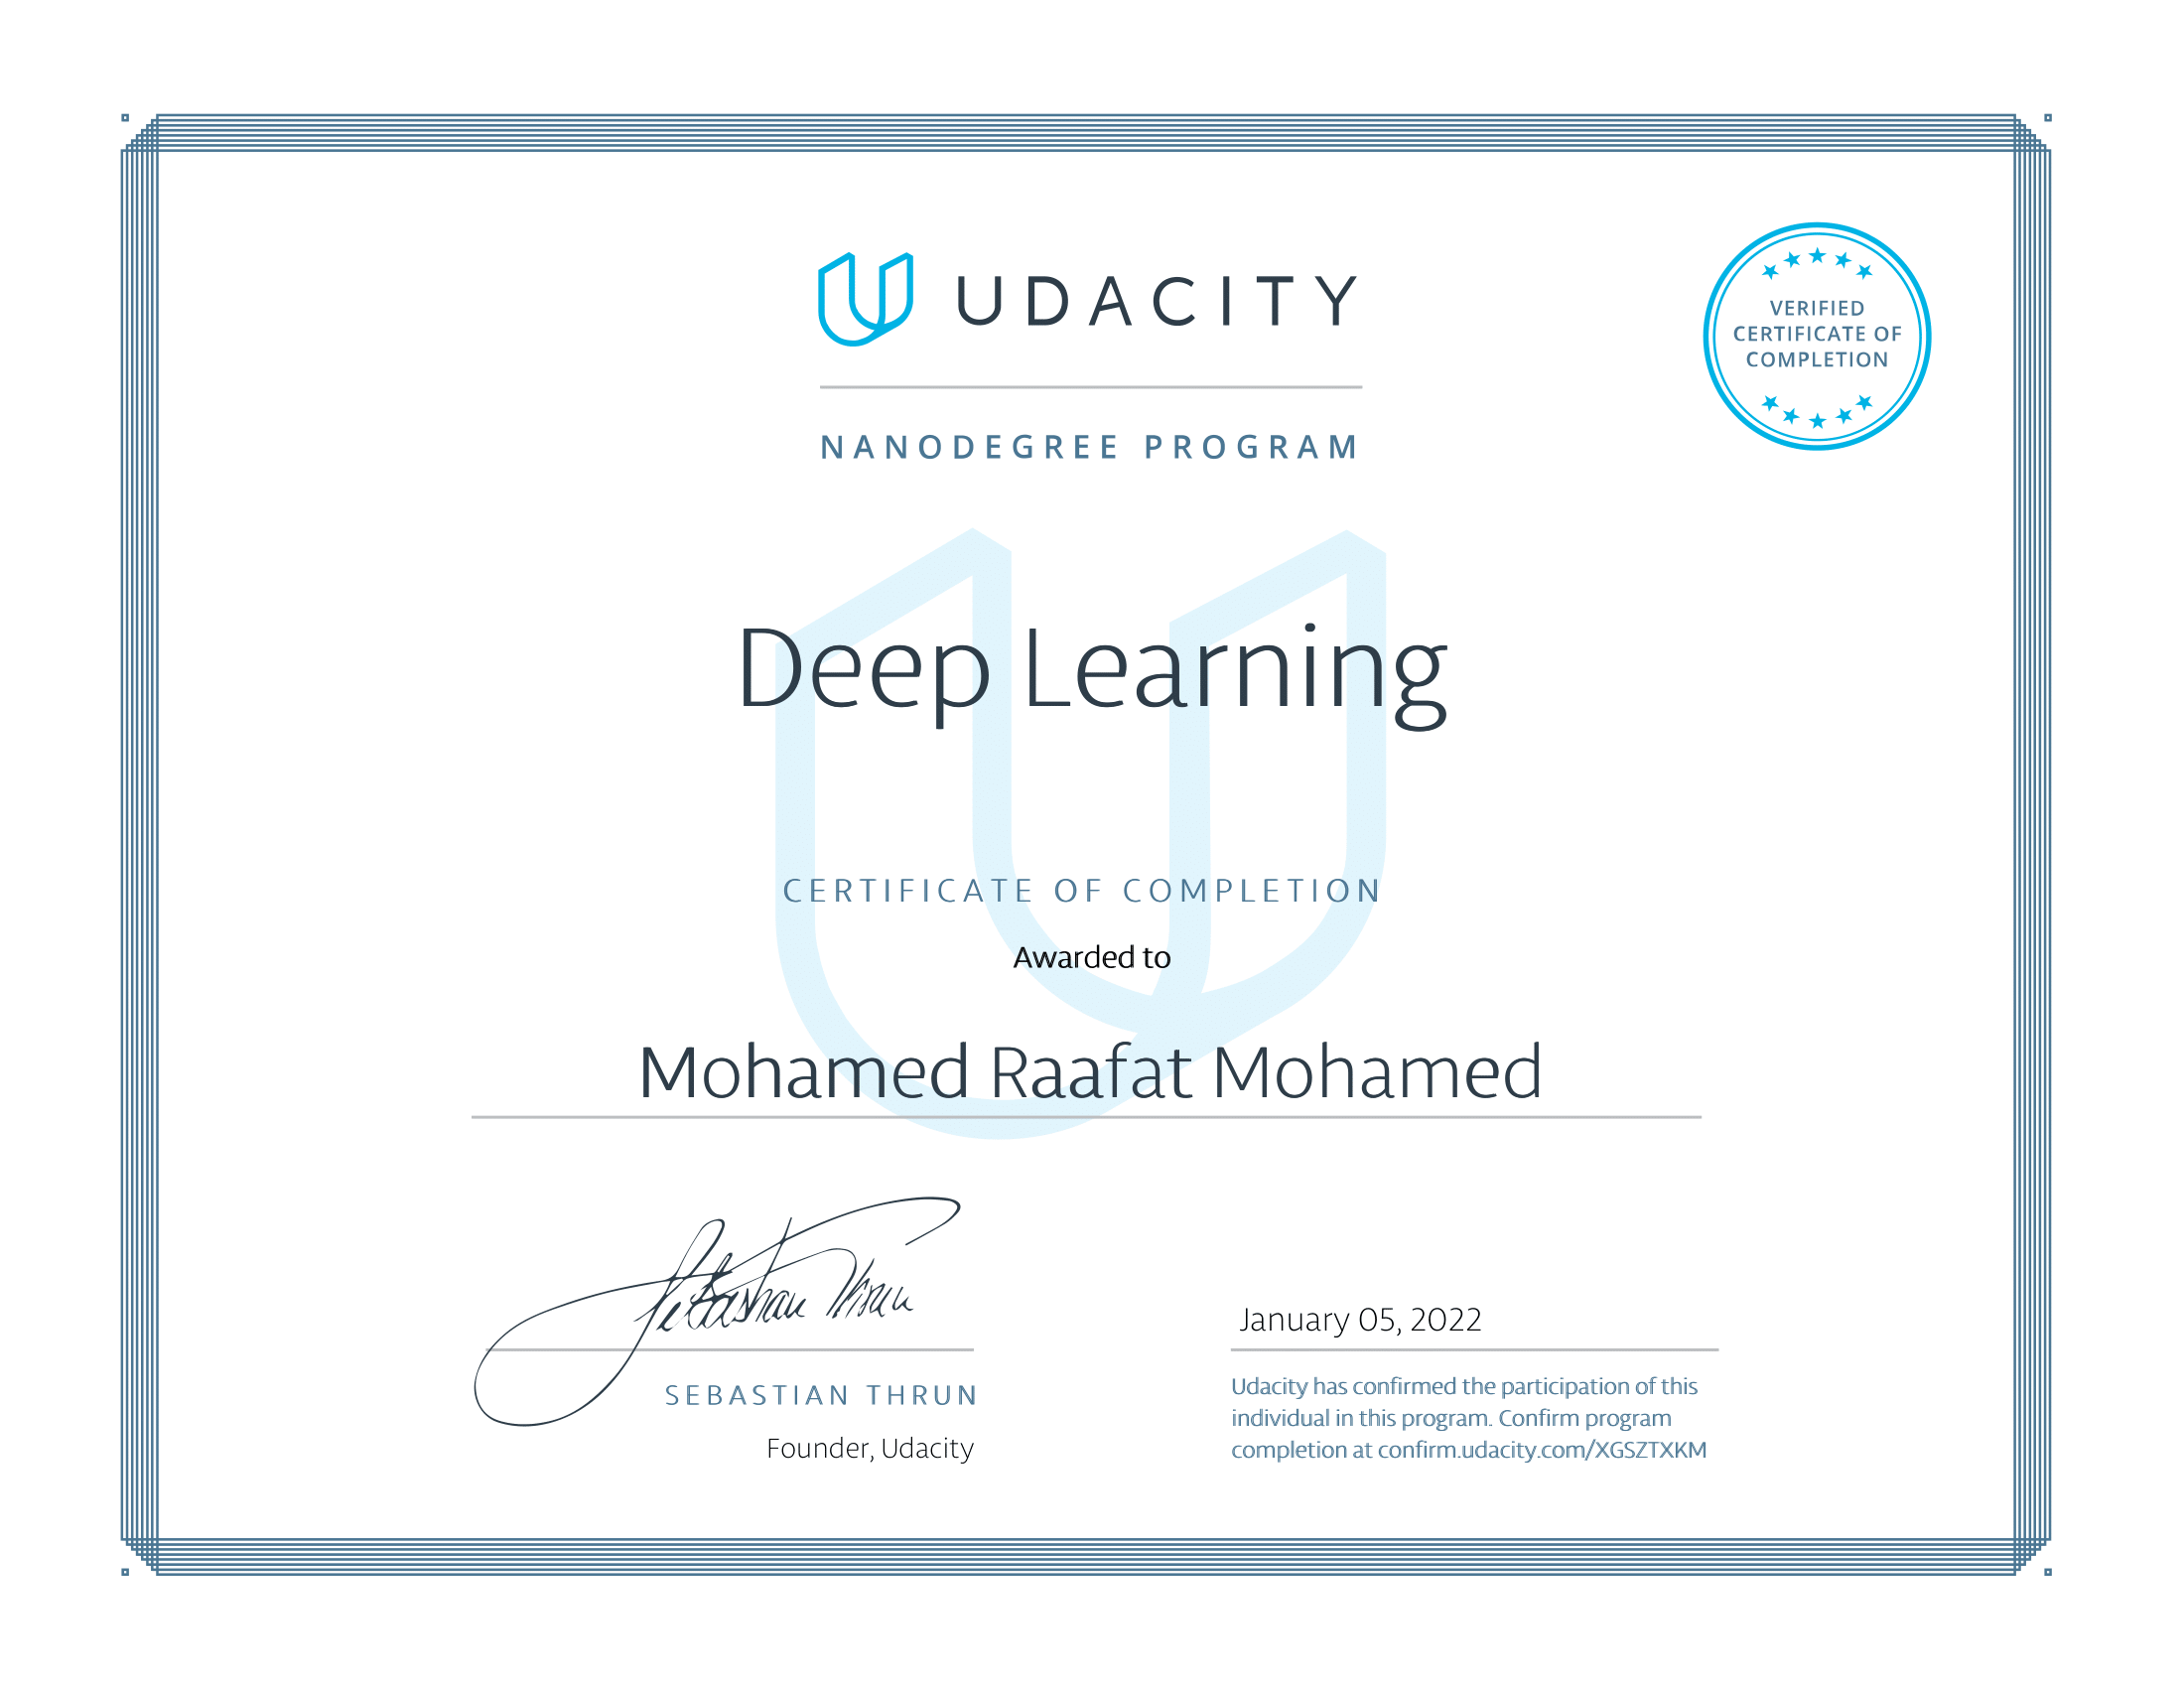 UDACITY
VERIFIED
CERTIFICATE OF
COMPLETION
NANODEGREE PROGRAM
Deep Learning
CERTIFICATE OF COMPLETION
Awarded to
Mohamed Raafat Mohamed
Sebastian Thrun
SEBASTIAN THRUN
Founder, Udacity
January 05, 2022
Udacity has confirmed the participation of this
individual in this program. Confirm program
completion at confirm.udacity.com/XGSZTXKM